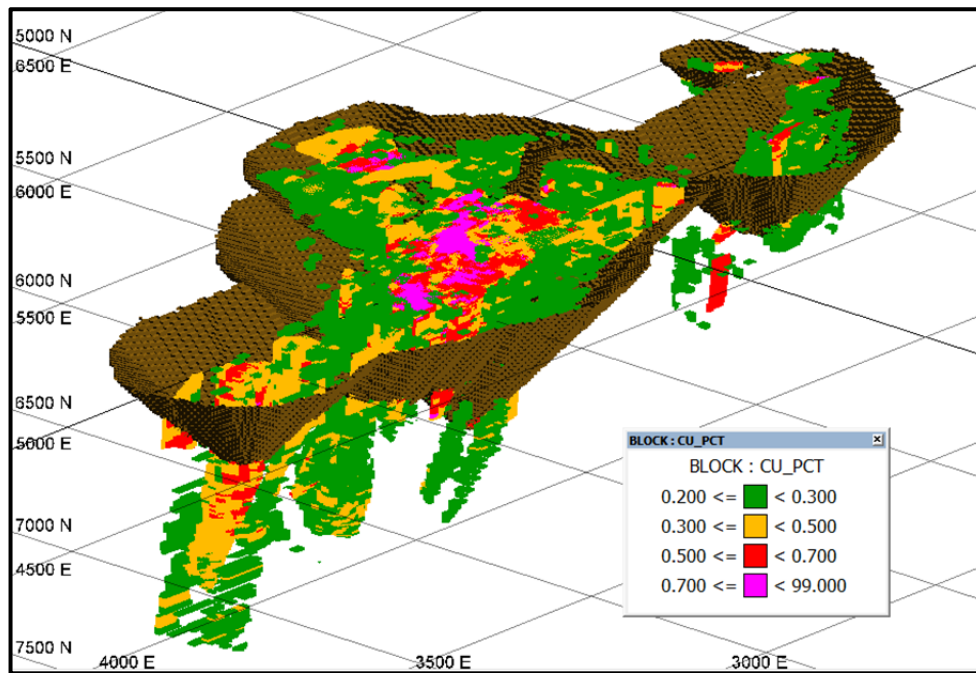 5000 N
6500 E
5500 N
6000 E
6000 N
5500 E
6500 N
5000 E
7000 N
4500 E
7500 N
4000 E
3500 E
3000 E
BLOCK : CU_PCT
BLOCK : CU_PCT
0.200 <= < 0.300
0.300 <= < 0.500
0.500 <= < 0.700
0.700 <= < 99.000